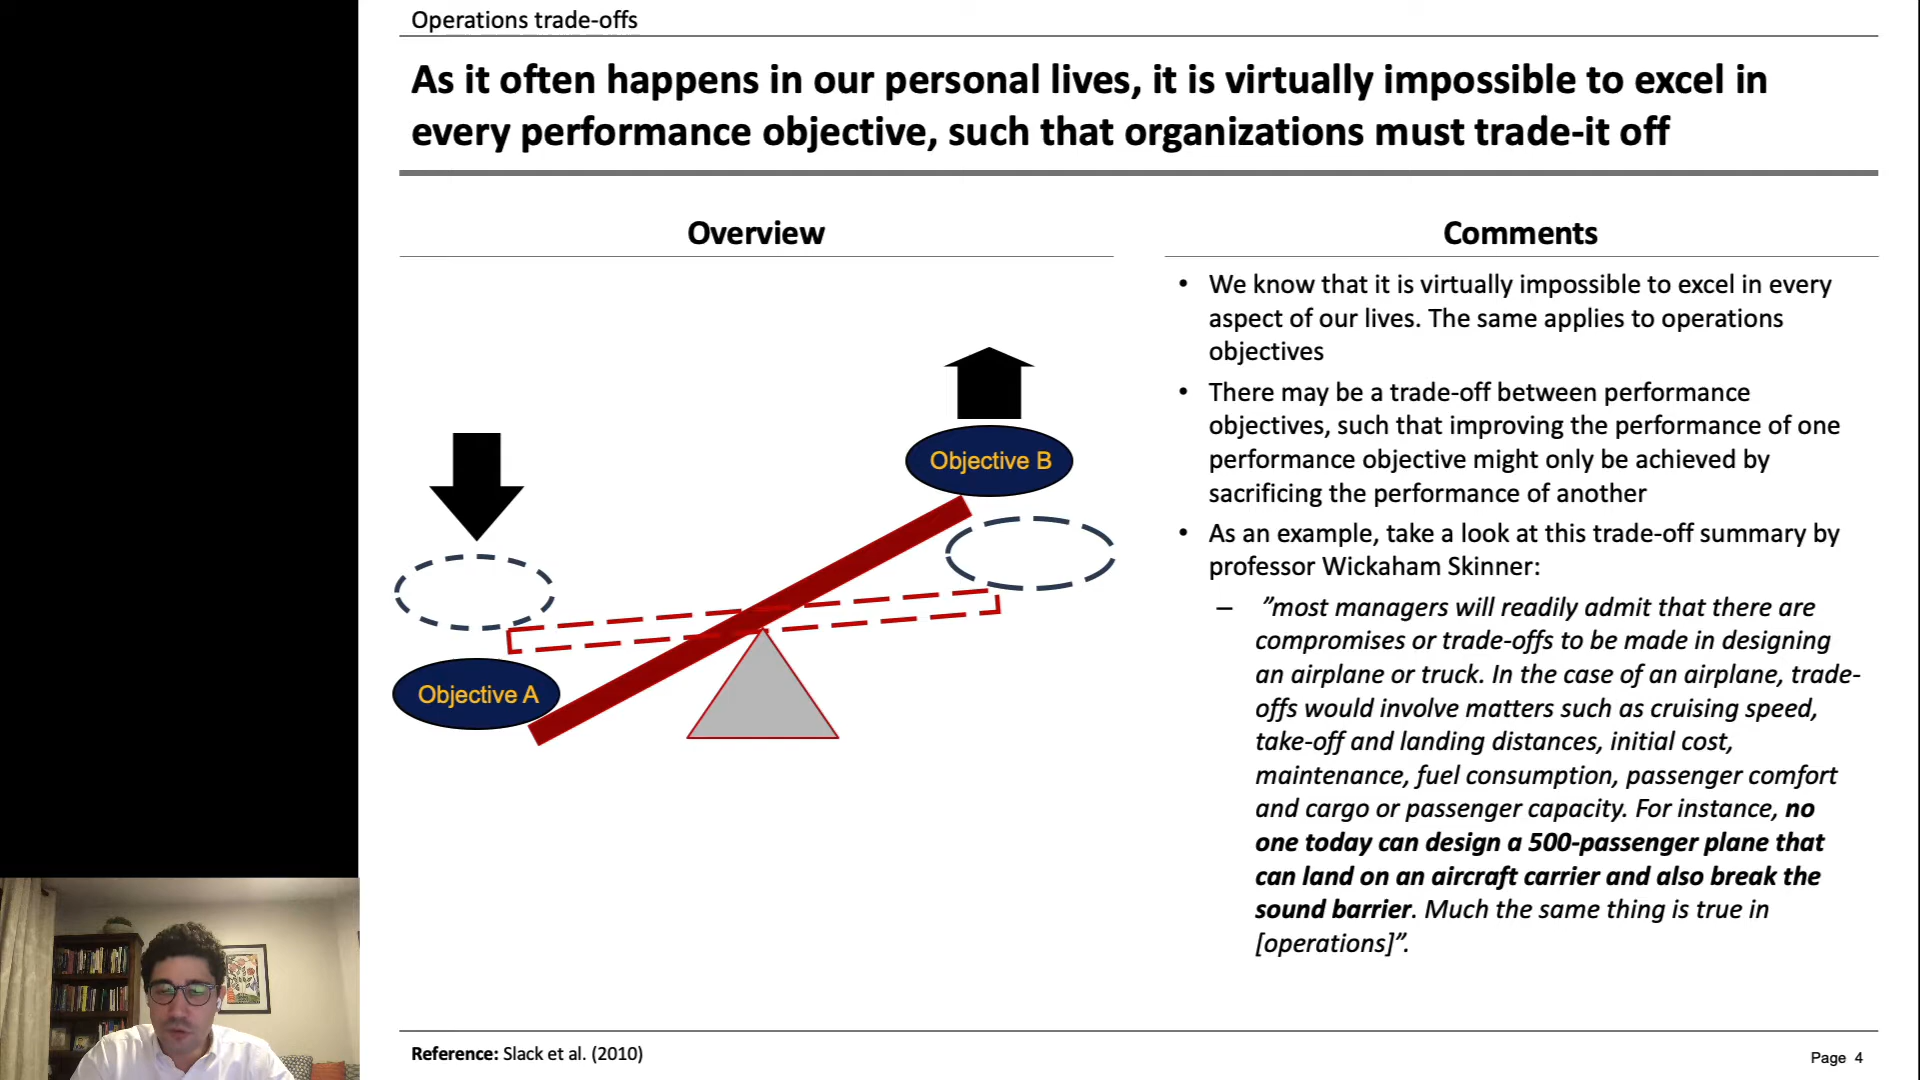 Operations trade-offs
As it often happens in our personal lives, it is virtually impossible to excel in
every performance objective, such that organizations must trade-it off
Overview
Objective B
Objective A
Comments
• We know that it is virtually impossible to excel in every
aspect of our lives. The same applies to operations
objectives
• There may be a trade-off between performance
objectives, such that improving the performance of one
performance objective might only be achieved by
sacrificing the performance of another
• As an example, take a look at this trade-off summary by
professor Wickaham Skinner:
– ”most managers will readily admit that there are
compromises or trade-offs to be made in designing
an airplane or truck. In the case of an airplane, trade-
offs would involve matters such as cruising speed,
take-off and landing distances, initial cost,
maintenance, fuel consumption, passenger comfort
and cargo or passenger capacity. For instance, no
one today can design a 500-passenger plane that
can land on an aircraft carrier and also break the
sound barrier. Much the same thing is true in
[operations]”.
Reference: Slack et al. (2010)
Page 4